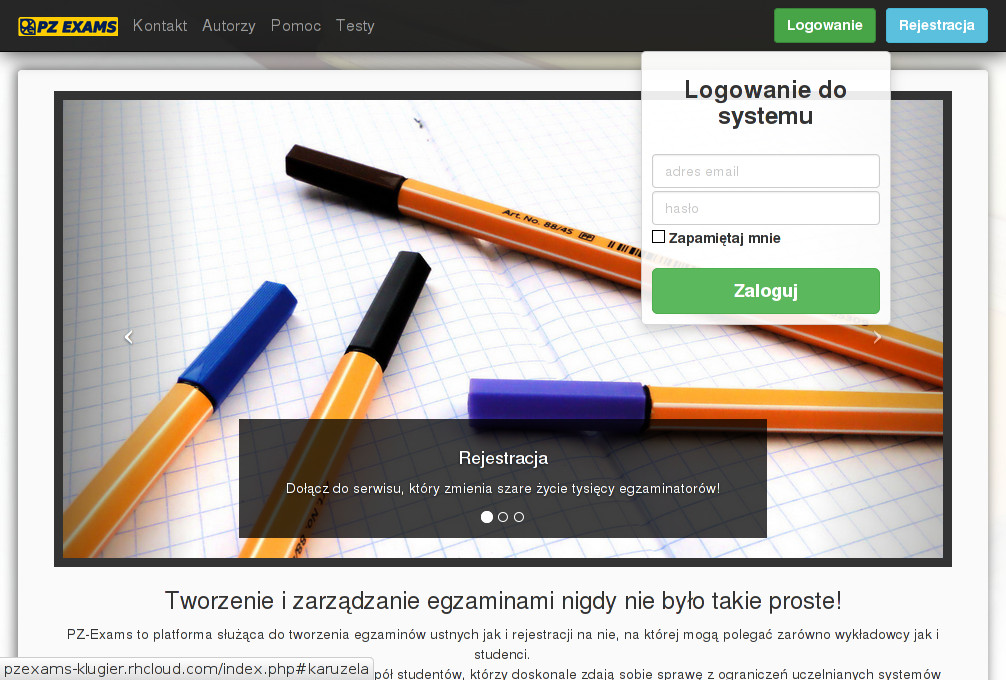 PZ EXAMS Kontakt Autorzy Pomoc Testy Logowanie Rejestracja
Logowanie do
systemu
adres email
hasło
Zapamiętaj mnie
Zaloguj
Art. No. 88/45
Rejestracja
Dołącz do serwisu, który zmienia szare życie tysięcy egzaminatorów!
Tworzenie i zarządzanie egzaminami nigdy nie było takie proste!
PZ-Exams to platforma służąca do tworzenia egzaminów ustnych jak i rejestracji na nie, na której mogą polegać zarówno wykładowcy jak i
studenci.
pół studentów, którzy doskonale zdają sobie sprawę z ograniczeń uczelnianych systemów
pzexams-klugier.rhcloud.com/index.php#karuzela